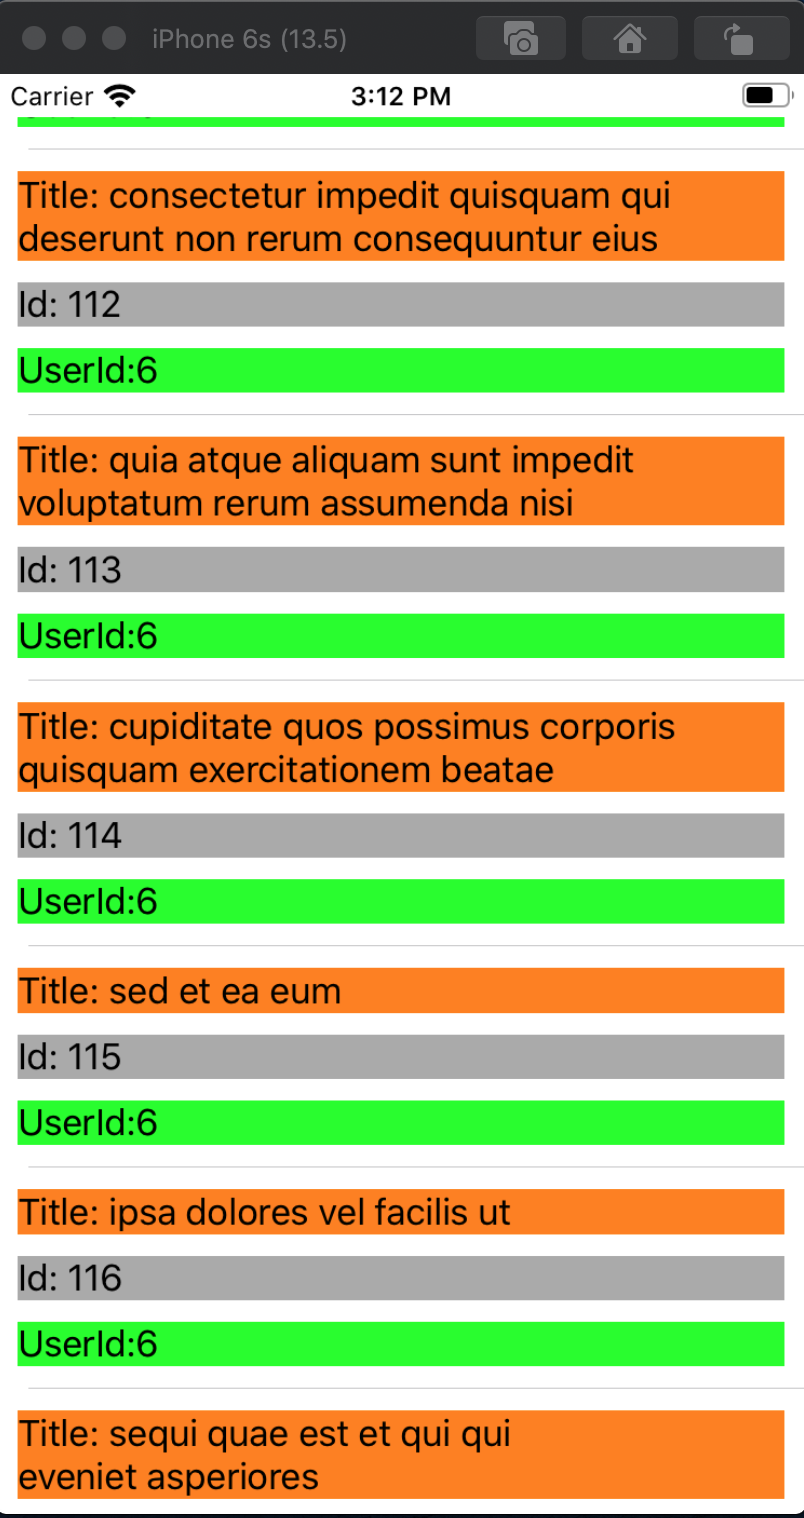 iPhone 6s (13.5)
Carrier 3:12 PM
Title: consectetur impedit quisquam qui
deserunt non rerum consequuntur eius
Id: 112
UserId:6
Title: quia atque aliquam sunt impedit
voluptatum rerum assumenda nisi
Id: 113
UserId:6
Title: cupiditate quos possimus corporis
quisquam exercitationem beatae
Id: 114
UserId:6
Title: sed et ea eum
Id: 115
UserId:6
Title: ipsa dolores vel facilis ut
Id: 116
UserId:6
Title: sequi quae est et qui qui
eveniet asperiores